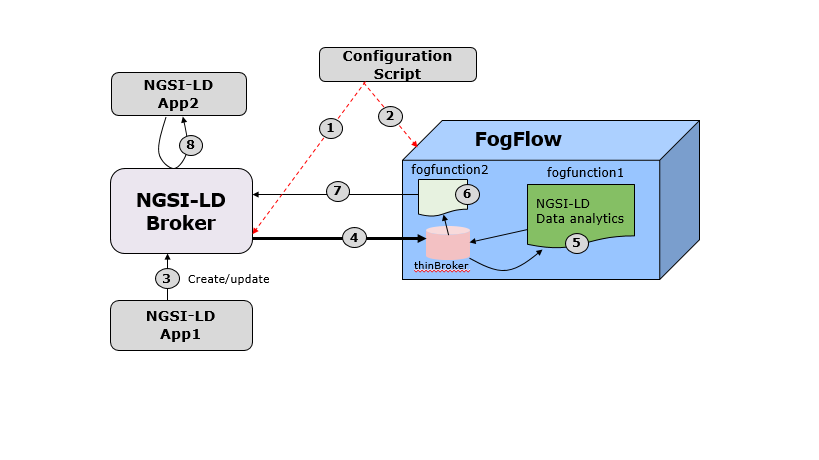 Configuration
Script
NGSI-LD
App2
1
2
8
FogFlow
fogfunction2
fogfunction1
NGSI-LD
Broker
7
6
NGSI-LD
Data analytics
4
5
thinBroker
3
Create/update
NGSI-LD
App1